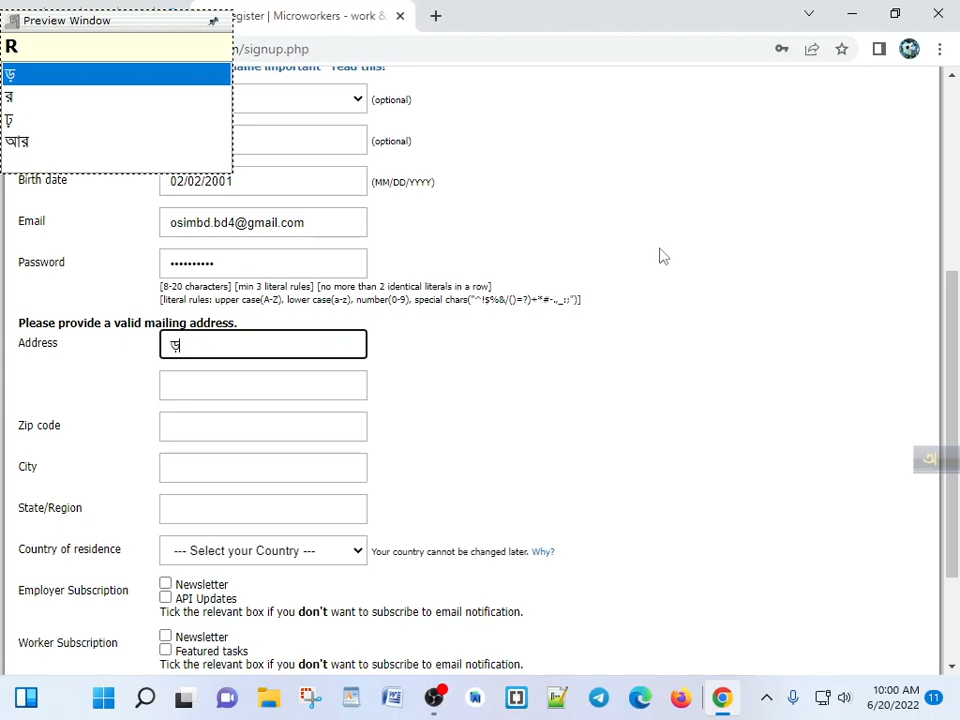 Preview Window
egister | Microworkers - work &
R
m/signup.php
ড়
ame important read this!
র
(optional)
ঢ়
আর
(optional)
Birth date 02/02/2001 (MM/DD/YYYY)
Email osimbd.bd4@gmail.com
Password ••••••••••
[8-20 characters] [min 3 literal rules] [no more than 2 identical literals in a row]
[literal rules: upper case(A-Z), lower case(a-z), number(0-9), special chars("^!$%&/()=?)+*#-.,_:;")]
Please provide a valid mailing address.
Address ড়
Zip code
অ
City
State/Region
Country of residence --- Select your Country --- Your country cannot be changed later. Why?
Employer Subscription Newsletter
API Updates
Tick the relevant box if you don't want to subscribe to email notification.
Worker Subscription Newsletter
Featured tasks
Tick the relevant box if you don't want to subscribe to email notification.
10:00 AM
6/20/2022
11